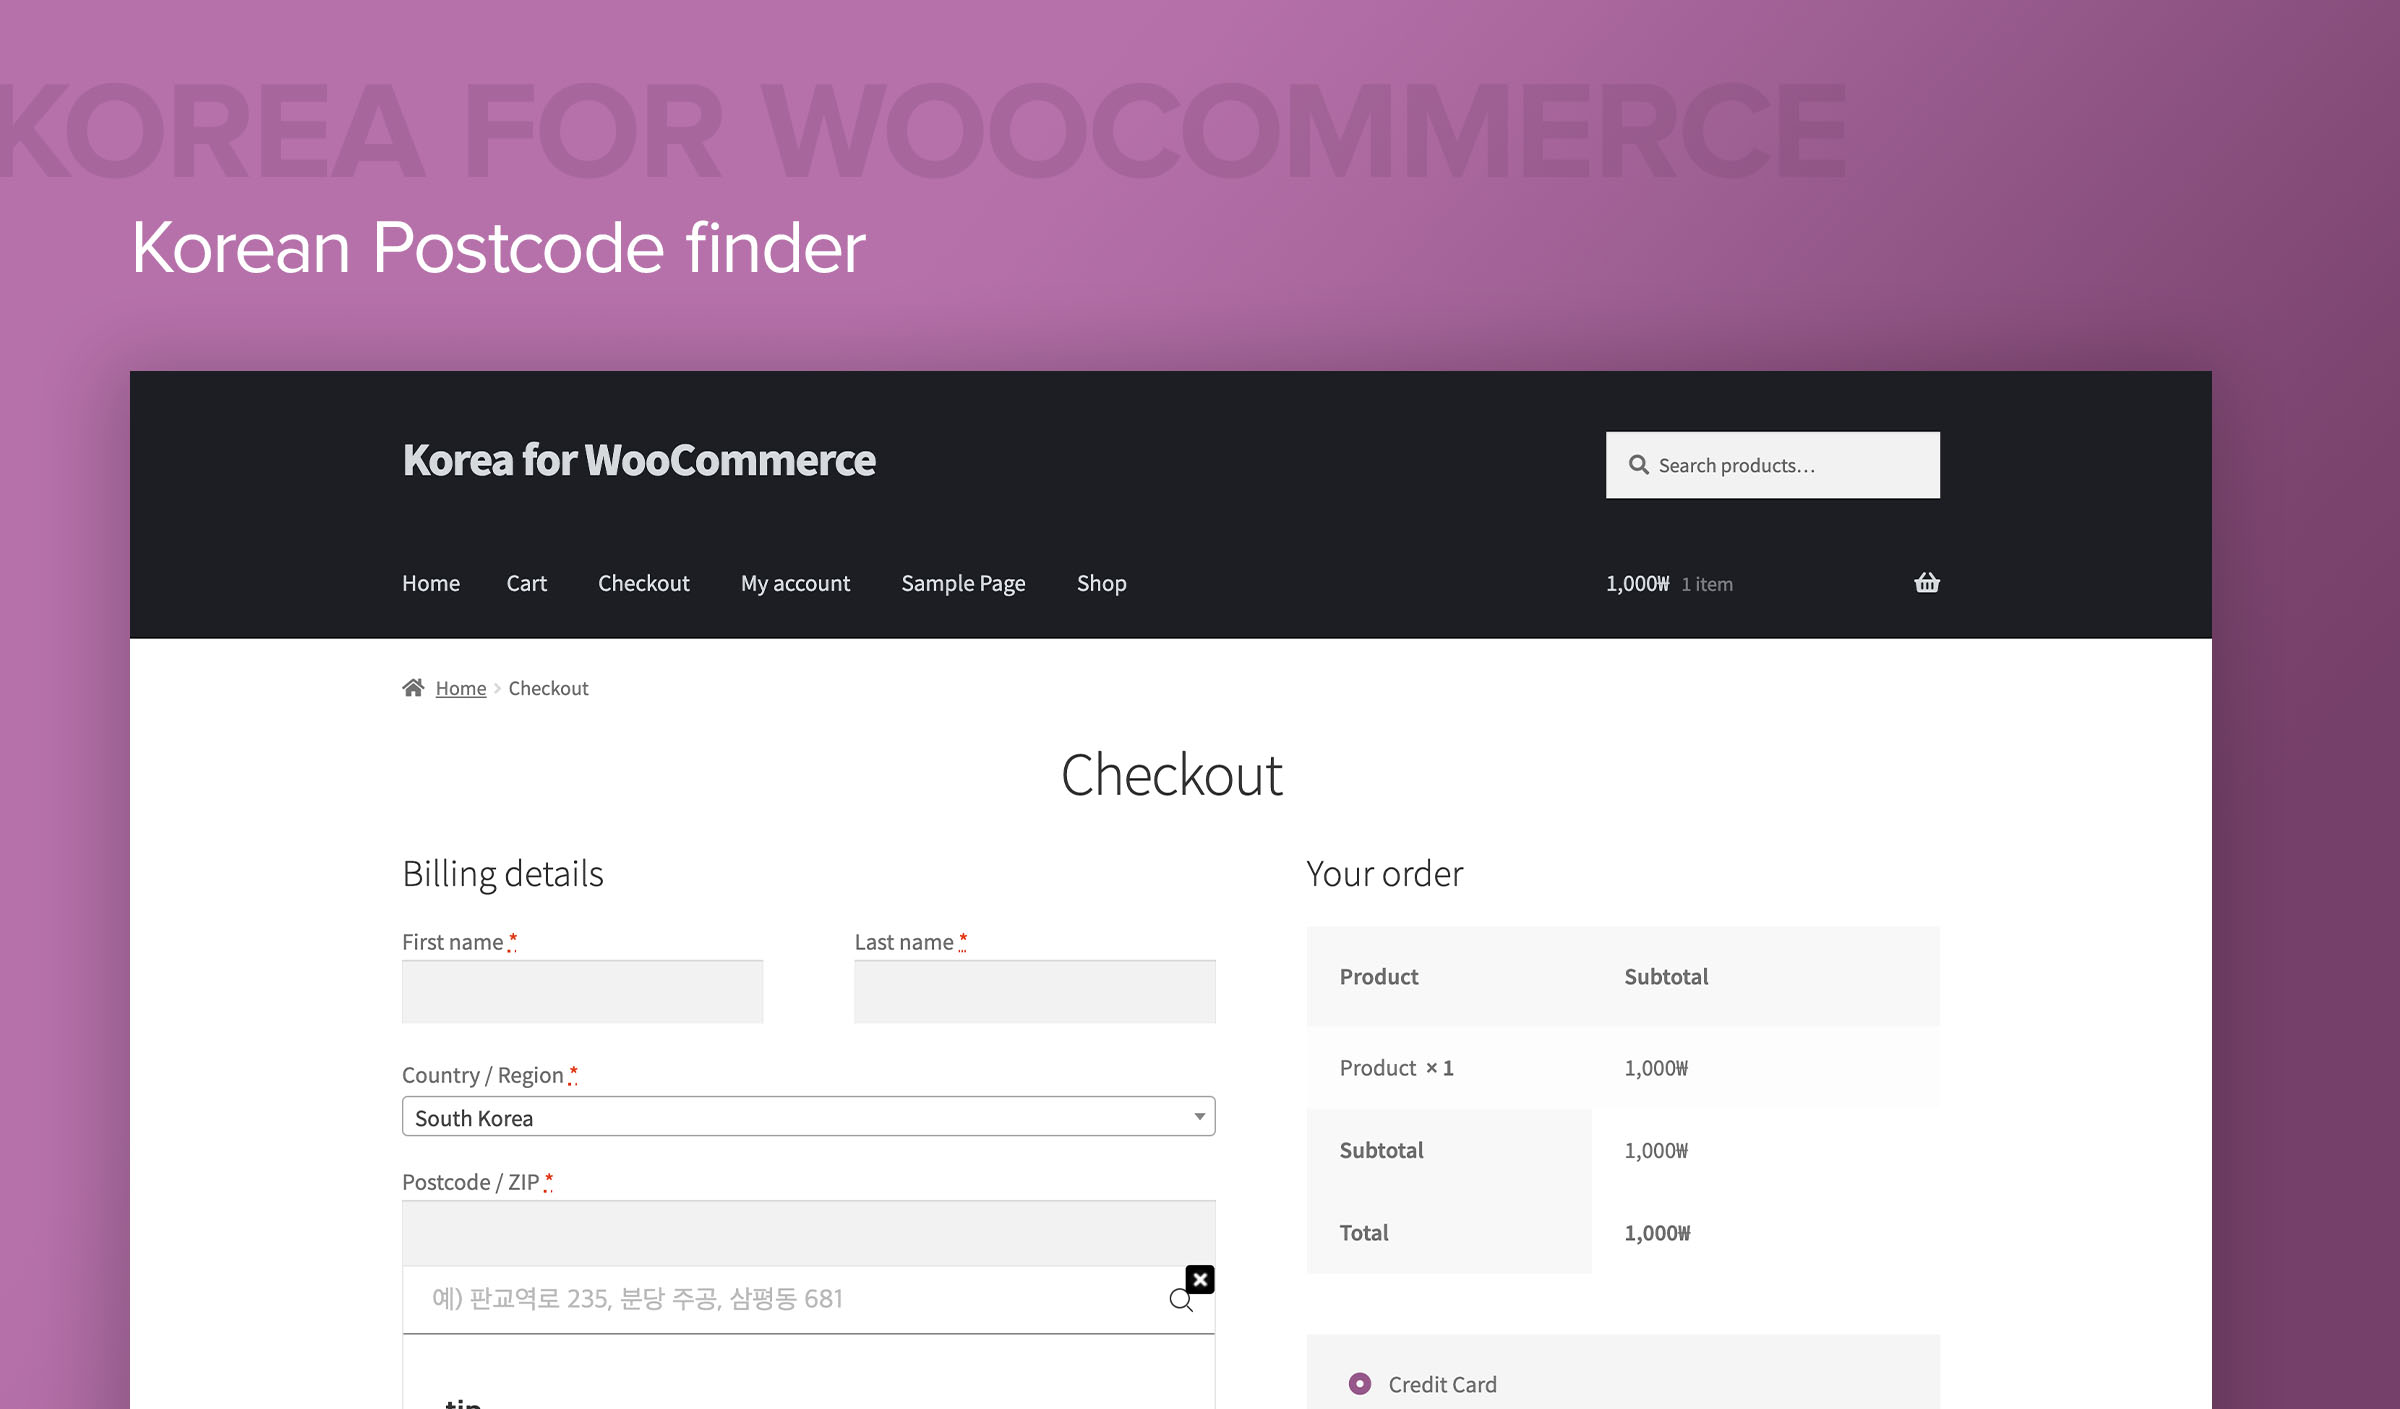 KOREA FOR WOOCOMMERCE
Korean Postcode finder
Korea for WooCommerce
Search products…
Home Cart Checkout My account Sample Page Shop
1,000₩ 1 item
Home Checkout
Checkout
Billing details
First name *
Last name *
Country / Region *
South Korea
Postcode / ZIP *
예) 판교역로 235, 분당 주공, 삼평동 681
tip
Your order
Product Subtotal
Product × 1 1,000₩
Subtotal 1,000₩
Total 1,000₩
Credit Card